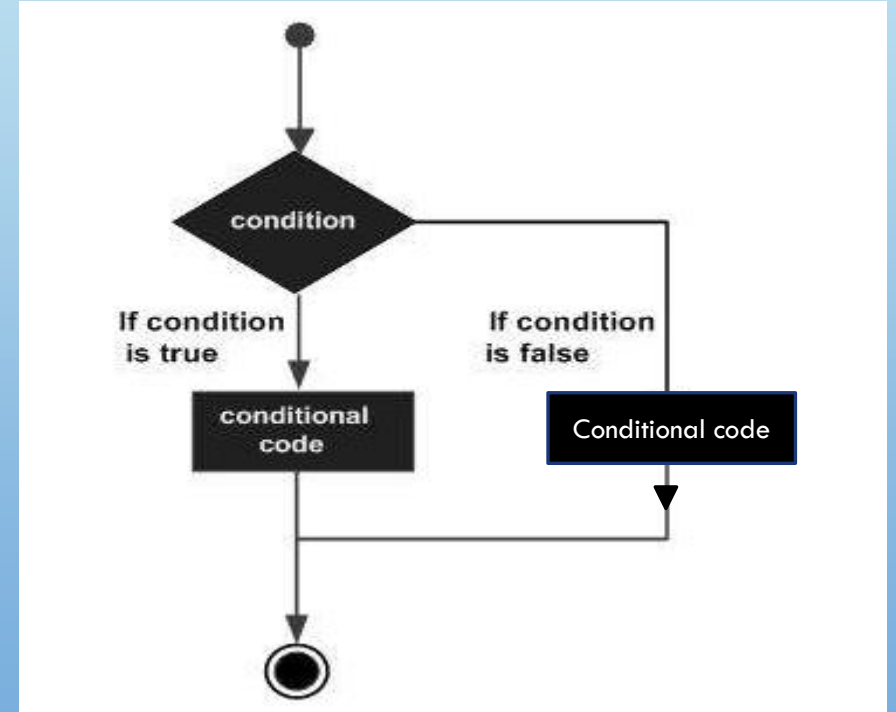 condition
If condition
is true
If condition
is false
conditional
code
Conditional code